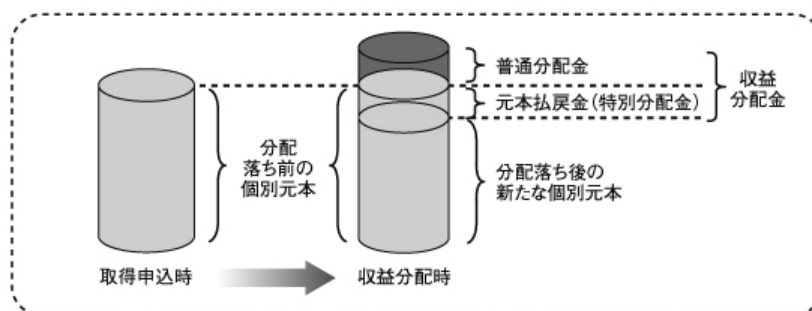 普通分配金
元本払戻金(特別分配金)
収益
分配金
分配
落ち前の
個別元本
分配落ち後の
新たな個別元本
取得申込時
収益分配時